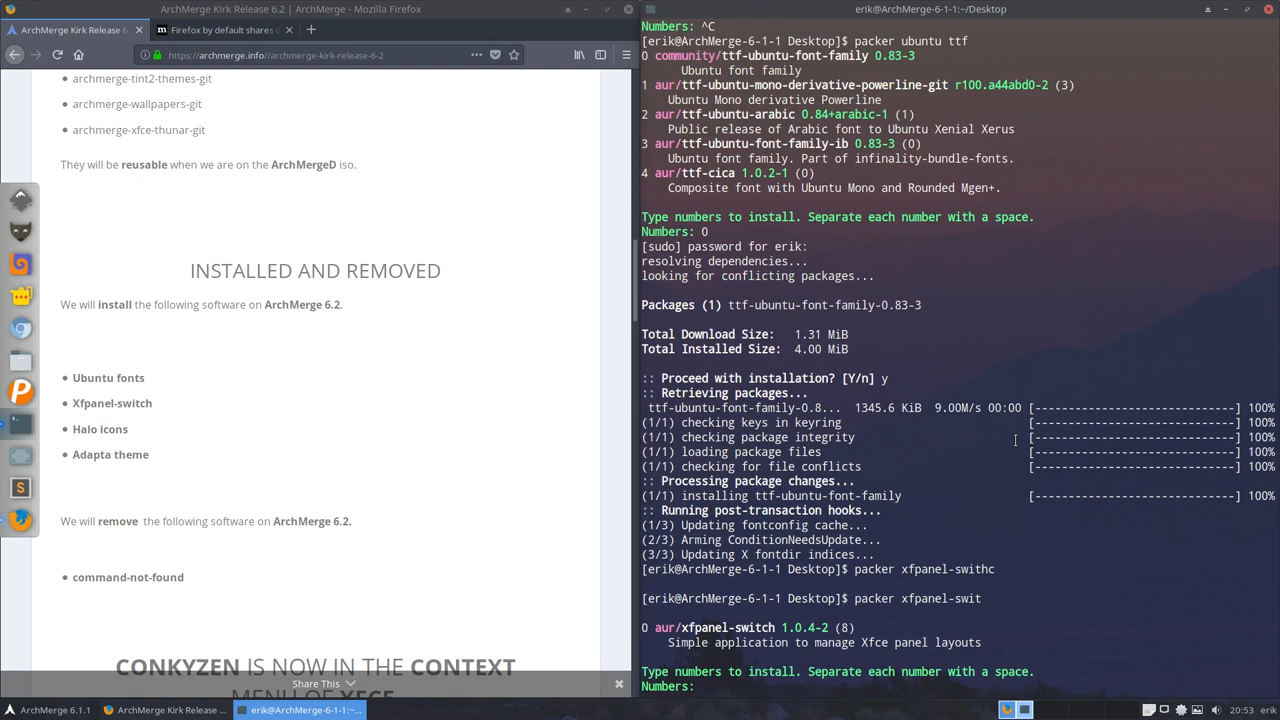 ArchMerge Kirk Release 6.2 | ArchMerge - Mozilla Firefox
ArchMerge Kirk Release 6.
Firefox by default shares d
https://archmerge.info//archmerge-kirk-release-6-2
archmerge-tint2-themes-git
archmerge-wallpapers-git
archmerge-xfce-thunar-git
They will be reusable when we are on the ArchMergeD iso.
INSTALLED AND REMOVED
We will install the following software on ArchMerge 6.2.
Ubuntu fonts
Xfpanel-switch
Halo icons
Adapta theme
We will remove the following software on ArchMerge 6.2.
command-not-found
CONKYZEN IS NOW IN THE CONTEXT
MENU OF XFCE
Share This
erik@ArchMerge-6-1-1:~/Desktop
Numbers: ^C
[erik@ArchMerge-6-1-1 Desktop]$ packer ubuntu ttf
0 community/ttf-ubuntu-font-family 0.83-3
Ubuntu font family
1 aur/ttf-ubuntu-mono-derivative-powerline-git r100.a44abd0-2 (3)
Ubuntu Mono derivative Powerline
2 aur/ttf-ubuntu-arabic 0.84+arabic-1 (1)
Public release of Arabic font to Ubuntu Xenial Xerus
3 aur/ttf-ubuntu-font-family-ib 0.83-3 (0)
Ubuntu font family. Part of infinality-bundle-fonts.
4 aur/ttf-cica 1.0.2-1 (0)
Composite font with Ubuntu Mono and Rounded Mgen+.
Type numbers to install. Separate each number with a space.
Numbers: 0
[sudo] password for erik:
resolving dependencies...
looking for conflicting packages...
Packages (1) ttf-ubuntu-font-family-0.83-3
Total Download Size: 1.31 MiB
Total Installed Size: 4.00 MiB
:: Proceed with installation? [Y/n] y
:: Retrieving packages...
ttf-ubuntu-font-family-0.8... 1345.6 KiB 9.00M/s 00:00 [------------------------------] 100%
(1/1) checking keys in keyring [------------------------------] 100%
(1/1) checking package integrity [------------------------------] 100%
(1/1) loading package files [------------------------------] 100%
(1/1) checking for file conflicts [------------------------------] 100%
:: Processing package changes...
(1/1) installing ttf-ubuntu-font-family [------------------------------] 100%
:: Running post-transaction hooks...
(1/3) Updating fontconfig cache...
(2/3) Arming ConditionNeedsUpdate...
(3/3) Updating X fontdir indices...
[erik@ArchMerge-6-1-1 Desktop]$ packer xfpanel-swithc
[erik@ArchMerge-6-1-1 Desktop]$ packer xfpanel-swit
0 aur/xfpanel-switch 1.0.4-2 (8)
Simple application to manage Xfce panel layouts
Type numbers to install. Separate each number with a space.
Numbers:
ArchMerge 6.1.1
ArchMerge Kirk Release ...
erik@ArchMerge-6-1-1:~...
20:53
erik